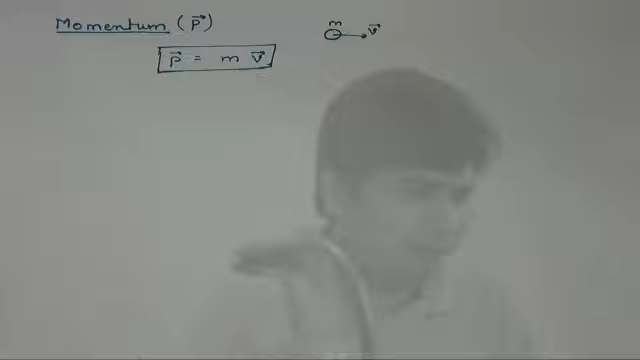 Momentum (p⃗)
m
v⃗
p⃗ = m v⃗